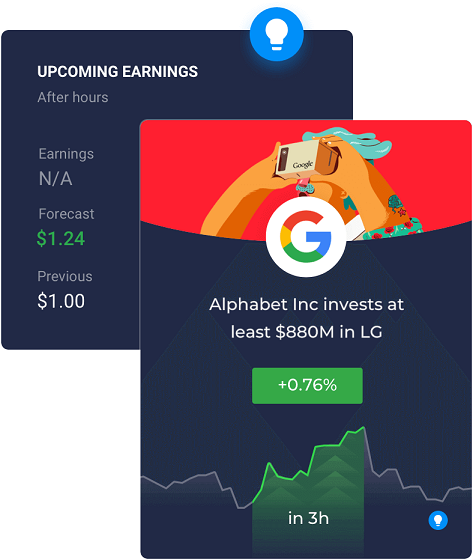 UPCOMING EARNINGS
After hours
Earnings
N/A
Forecast
$1.24
Previous
$1.00
Google
G
Alphabet Inc invests at
least $880M in LG
+0.76%
in 3h